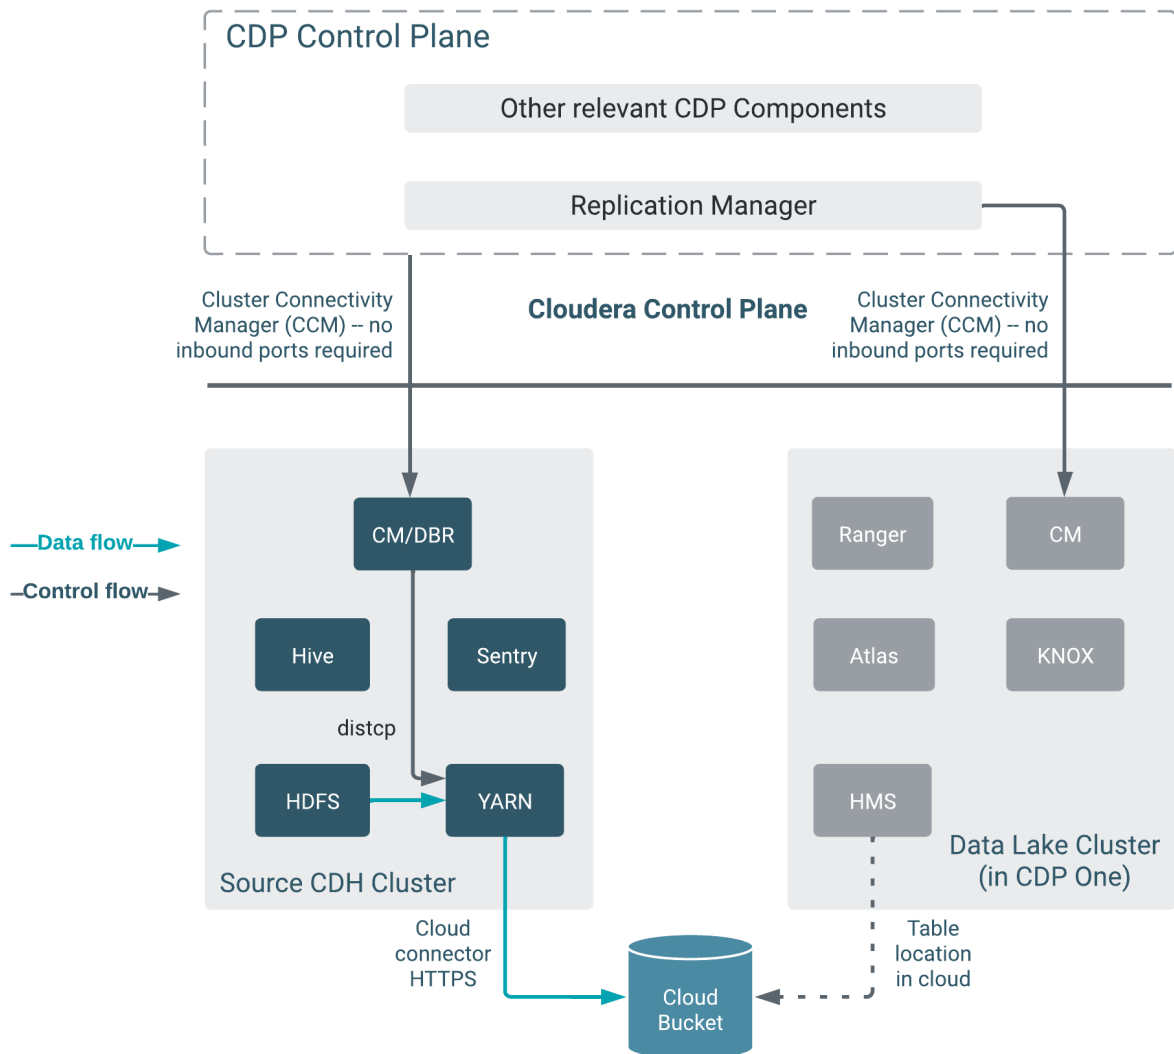 CDP Control Plane
Other relevant CDP Components
Replication Manager
Cluster Connectivity
Manager (CCM) -- no
inbound ports required
Cloudera Control Plane
Cluster Connectivity
Manager (CCM) -- no
inbound ports required
Data flow
Control flow
CM/DBR
Hive
Sentry
distcp
HDFS
YARN
Source CDH Cluster
Ranger
CM
Atlas
KNOX
HMS
Data Lake Cluster
(in CDP One)
Cloud
connector
HTTPS
Cloud
Bucket
Table
location
in cloud